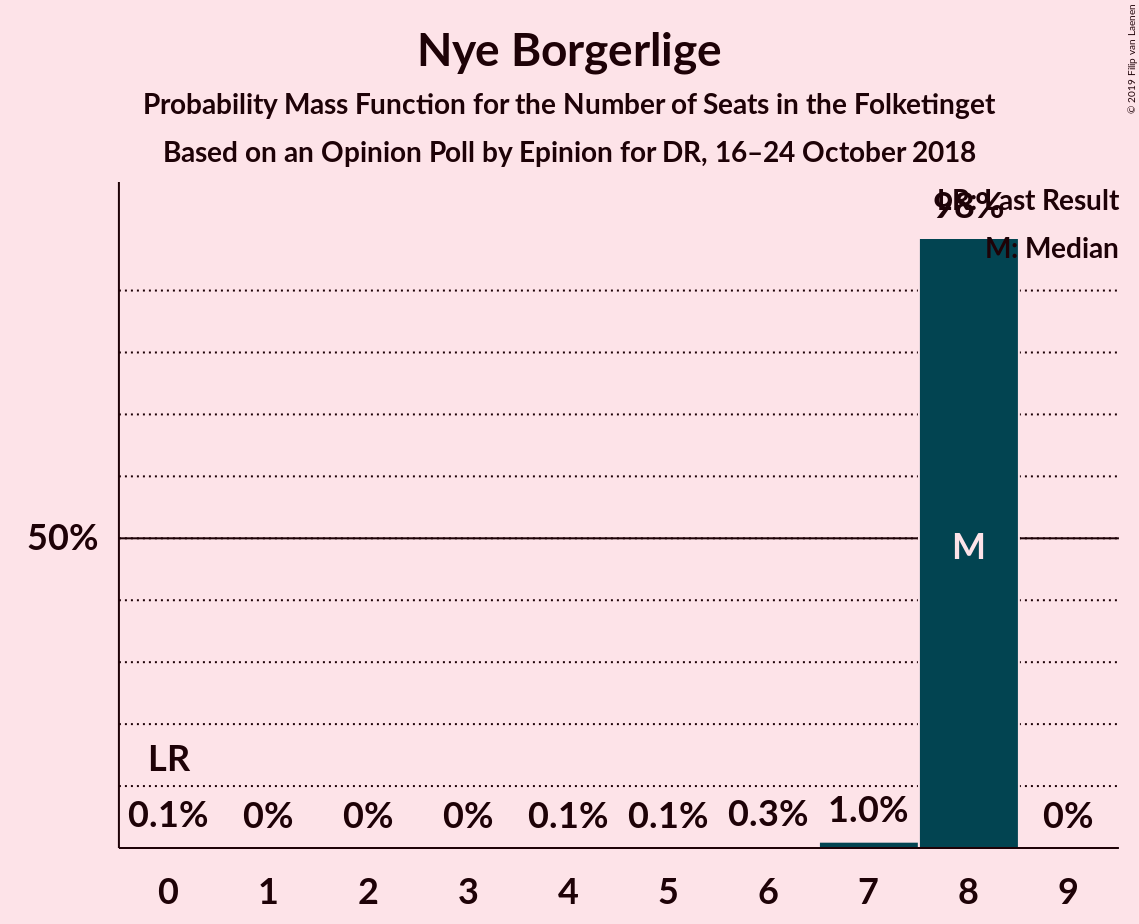 Nye Borgerlige
Probability Mass Function for the Number of Seats in the Folketinget
Based on an Opinion Poll by Epinion for DR, 16–24 October 2018
© 2019 Filip van Laenen
98%
LR: Last Result
M: Median
50%
M
LR
0.1% 0% 0% 0% 0.1% 0.1% 0.3% 1.0% 0%
0 1 2 3 4 5 6 7 8 9